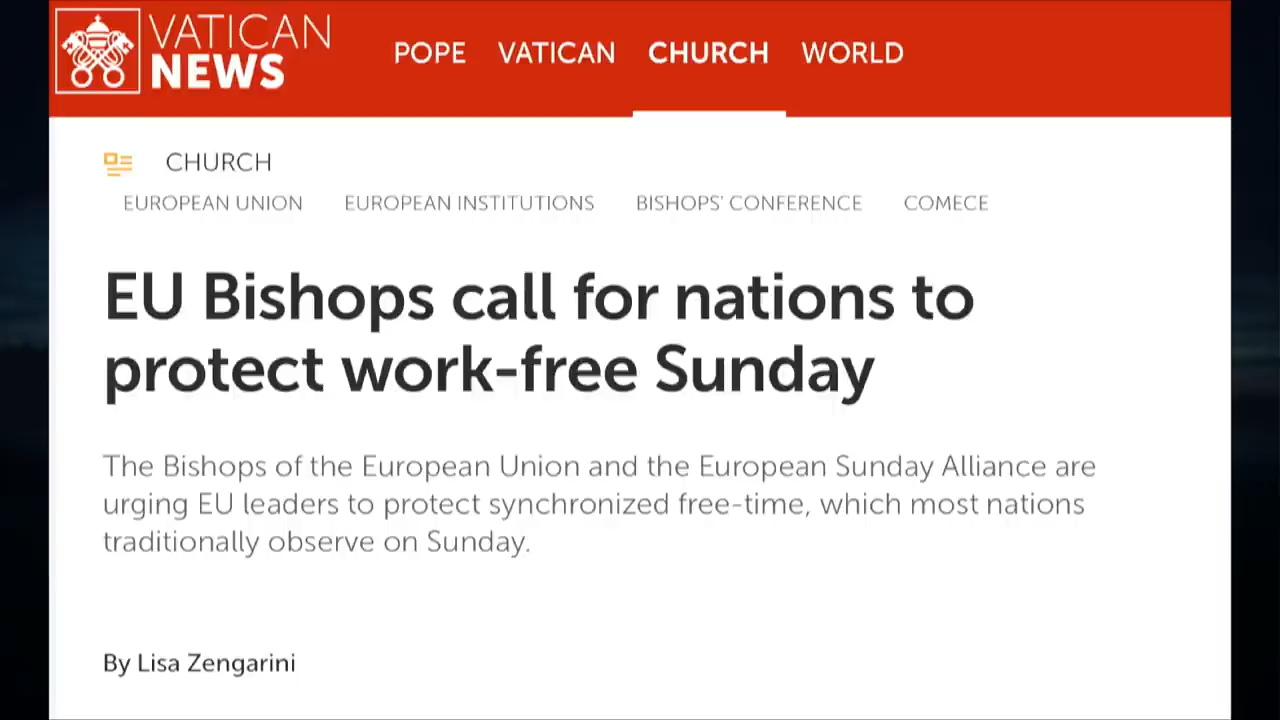 VATICAN
NEWS
POPE VATICAN CHURCH WORLD
CHURCH
EUROPEAN UNION EUROPEAN INSTITUTIONS BISHOPS' CONFERENCE COMECE
EU Bishops call for nations to
protect work-free Sunday
The Bishops of the European Union and the European Sunday Alliance are
urging EU leaders to protect synchronized free-time, which most nations
traditionally observe on Sunday.
By Lisa Zengarini